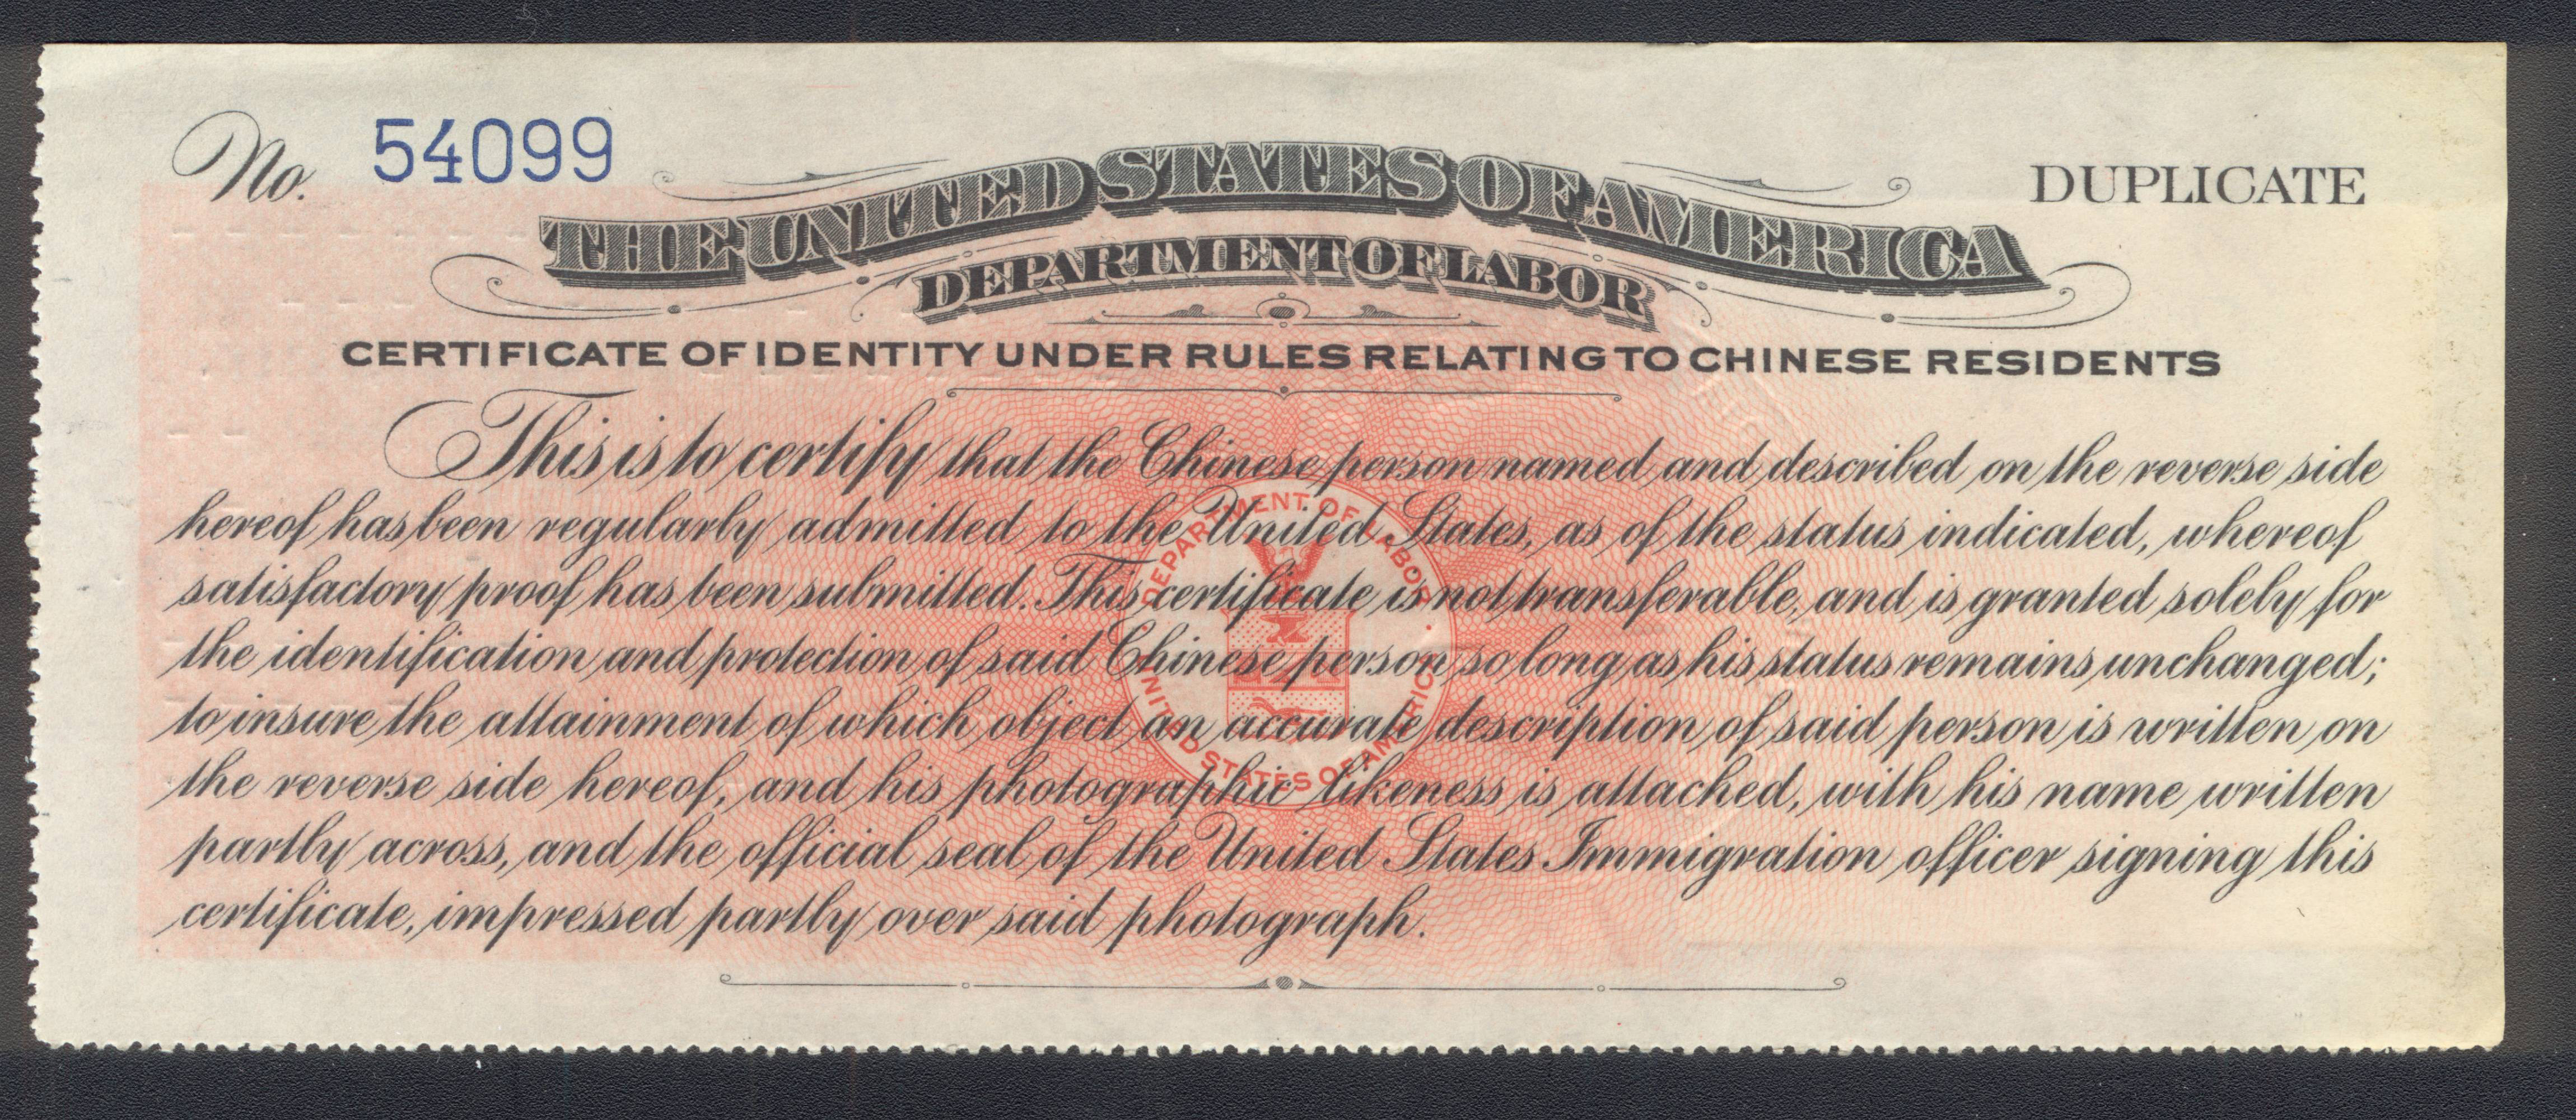 No. 54099
DUPLICATE
THE UNITED STATES OF AMERICA
DEPARTMENT OF LABOR
CERTIFICATE OF IDENTITY UNDER RULES RELATING TO CHINESE RESIDENTS
This is to certify that the Chinese person named and described on the reverse side
hereof has been regularly admitted to the United States, as of the status indicated, whereof
satisfactory proof has been submitted. This certificate is not transferable, and is granted solely for
the identification and protection of said Chinese person so long as his status remains unchanged;
to insure the attainment of which object an accurate description of said person is written on
the reverse side hereof, and his photographic likeness is attached, with his name written
partly across, and the official seal of the United States Immigration officer signing this
certificate, impressed partly over said photograph.
DEPARTMENT OF LABOR
UNITED STATES OF AMERICA